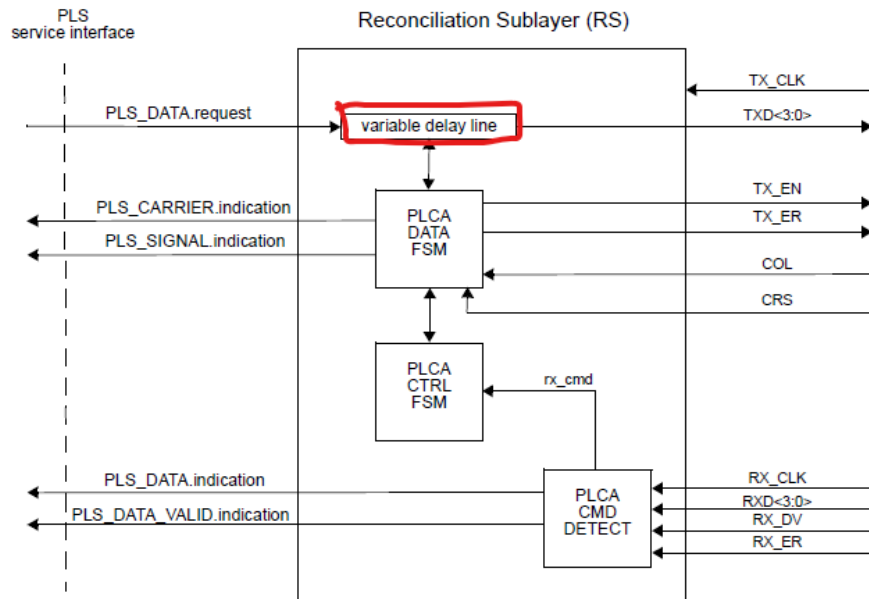 PLS
service interface
Reconciliation Sublayer (RS)
TX_CLK
PLS_DATA.request
variable delay line
TXD<3:0>
PLS_CARRIER.indication
PLCA
DATA
FSM
TX_EN
TX_ER
PLS_SIGNAL.indication
COL
CRS
PLCA
CTRL
FSM
rx_cmd
PLS_DATA.indication
PLS_DATA_VALID.indication
PLCA
CMD
DETECT
RX_CLK
RXD<3:0>
RX_DV
RX_ER